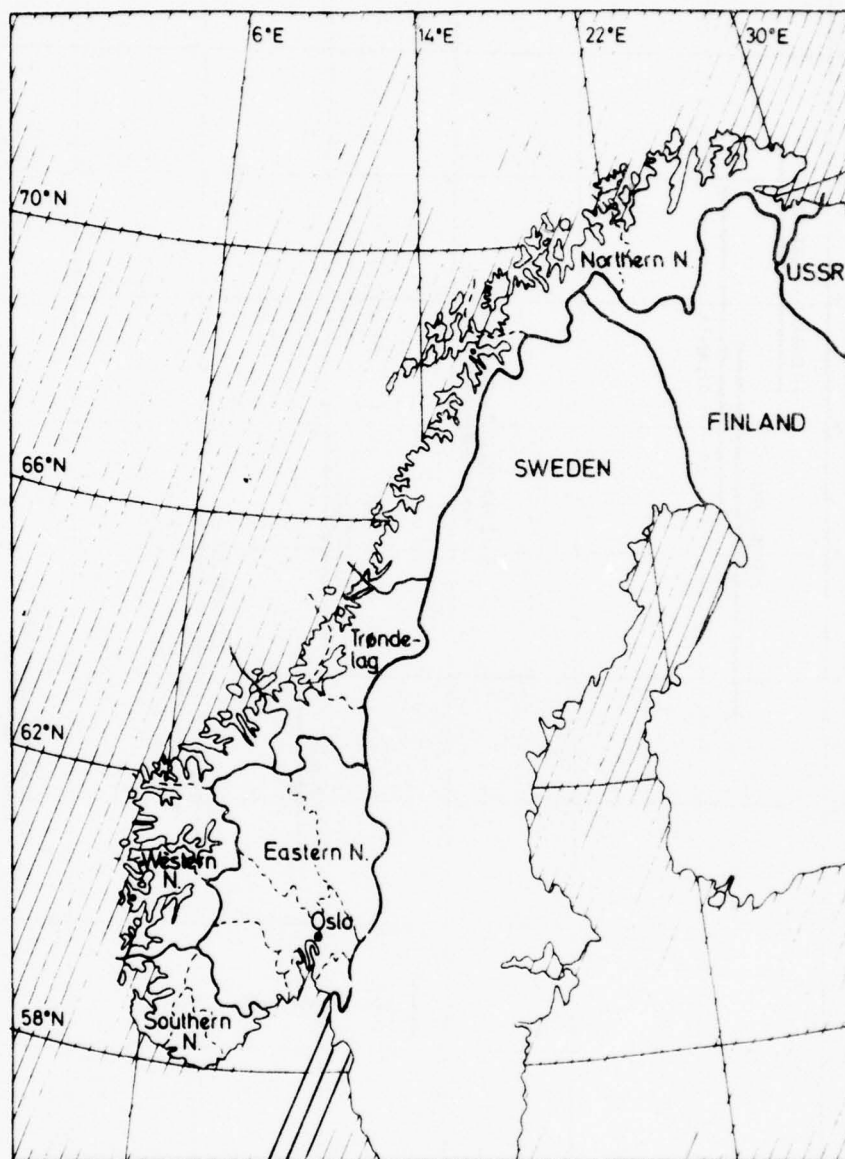 6°E
14°E
22°E
30°E
70°N
Northern N.
USSR
FINLAND
SWEDEN
66°N
Trønde-
lag
62°N
Eastern N.
Western
N.
Oslo
58°N
Southern
N.